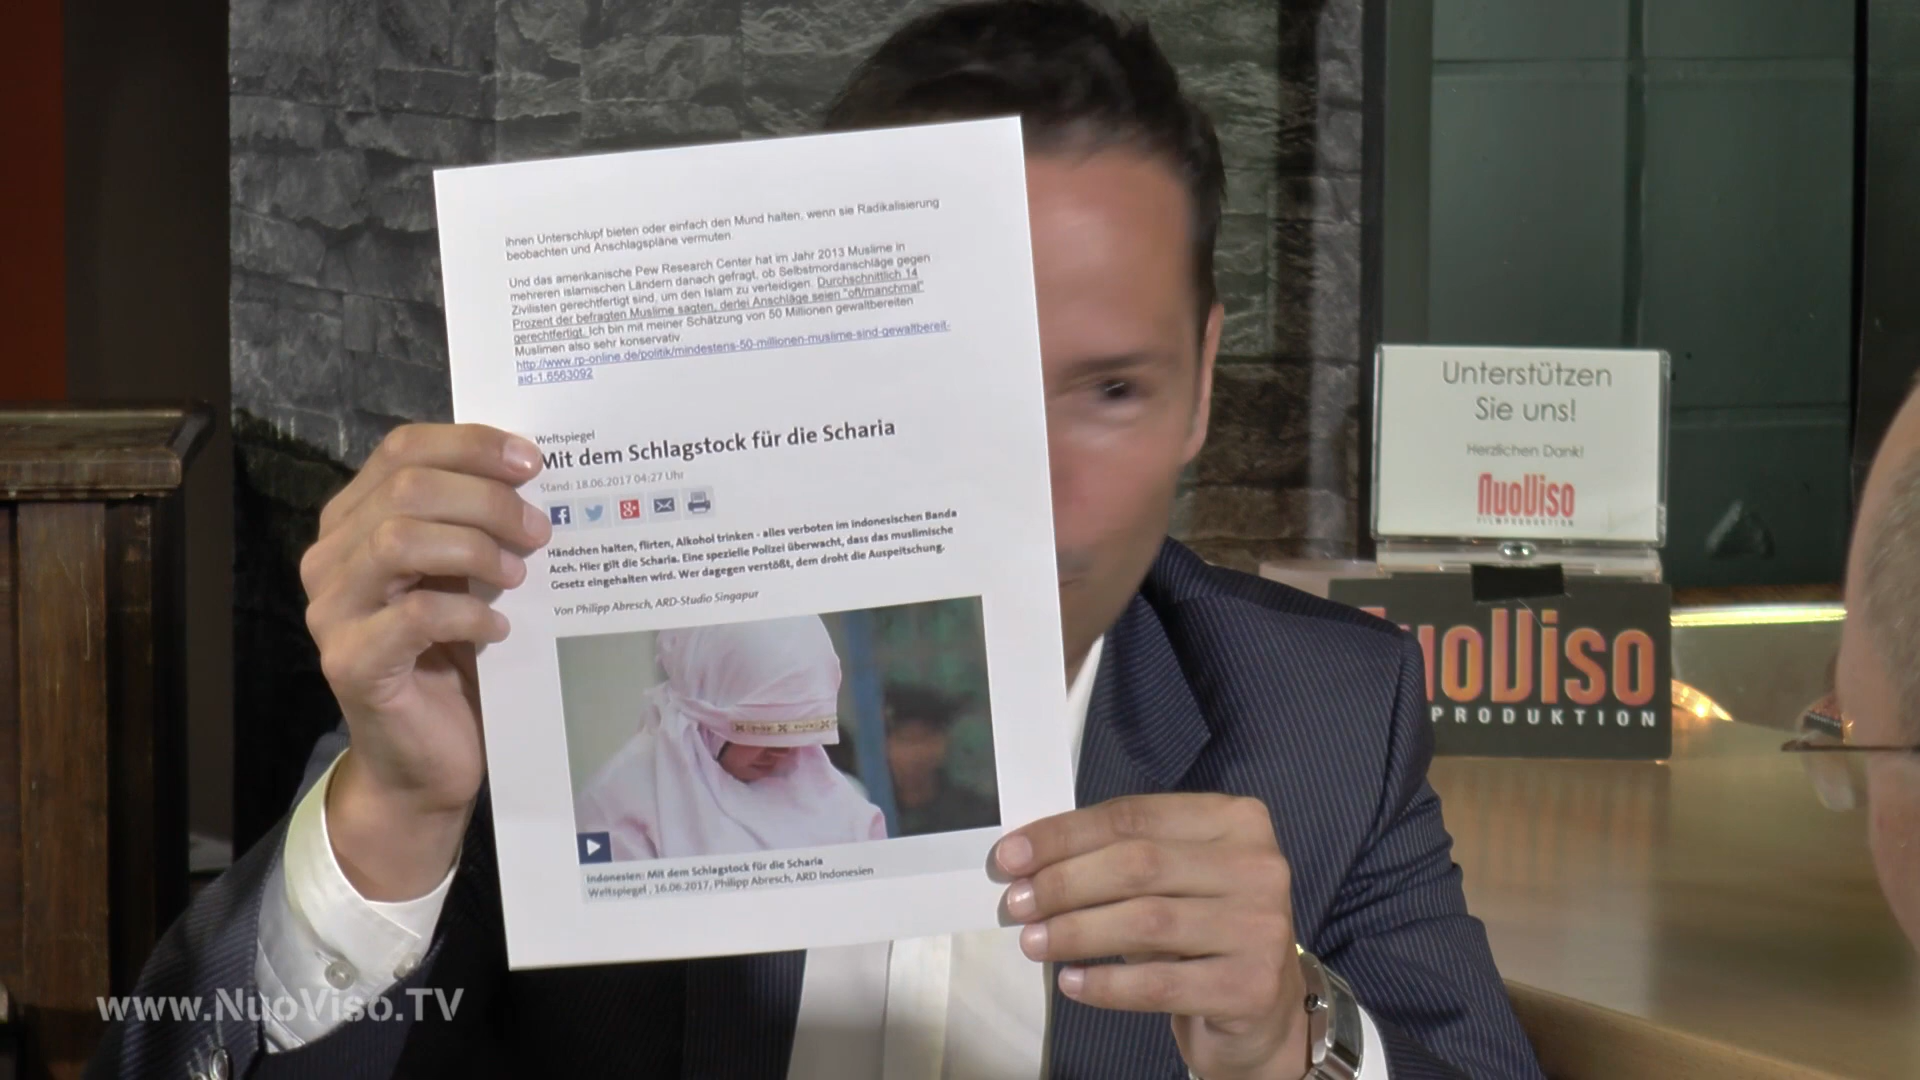 ihnen Unterschlupf bieten oder einfach den Mund halten, wenn sie Radikalisierung
beobachten und Anschlagspläne vermuten.
Und das amerikanische Pew Research Center hat im Jahr 2013 Muslime in
mehreren islamischen Ländern danach gefragt, ob Selbstmordanschläge gegen
Zivilisten gerechtfertigt sind, um den Islam zu verteidigen. Durchschnittlich 14
Prozent der befragten Muslime sagten, derlei Anschläge seien "oft/manchmal"
gerechtfertigt. Ich bin mit meiner Schätzung von 50 Millionen gewaltbereiten
Muslimen also sehr konservativ.
http://www.rp-online.de/politik/mindestens-50-millionen-muslime-sind-gewaltbereit-
aid-1.6563092
Weltspiegel
Mit dem Schlagstock für die Scharia
Stand: 18.06.2017 04:27 Uhr
Händchen halten, flirten, Alkohol trinken - alles verboten im indonesischen Banda
Aceh. Hier gilt die Scharia. Eine spezielle Polizei überwacht, dass das muslimische
Gesetz eingehalten wird. Wer dagegen verstößt, dem droht die Auspeitschung.
Von Philipp Abresch, ARD-Studio Singapur
Indonesien: Mit dem Schlagstock für die Scharia
Weltspiegel, 16.06.2017, Philipp Abresch, ARD Indonesien
Unterstützen
Sie uns!
Herzlichen Dank!
NuoViso
FILMPRODUKTION
NuoViso
PRODUKTION
www.NuoViso.TV